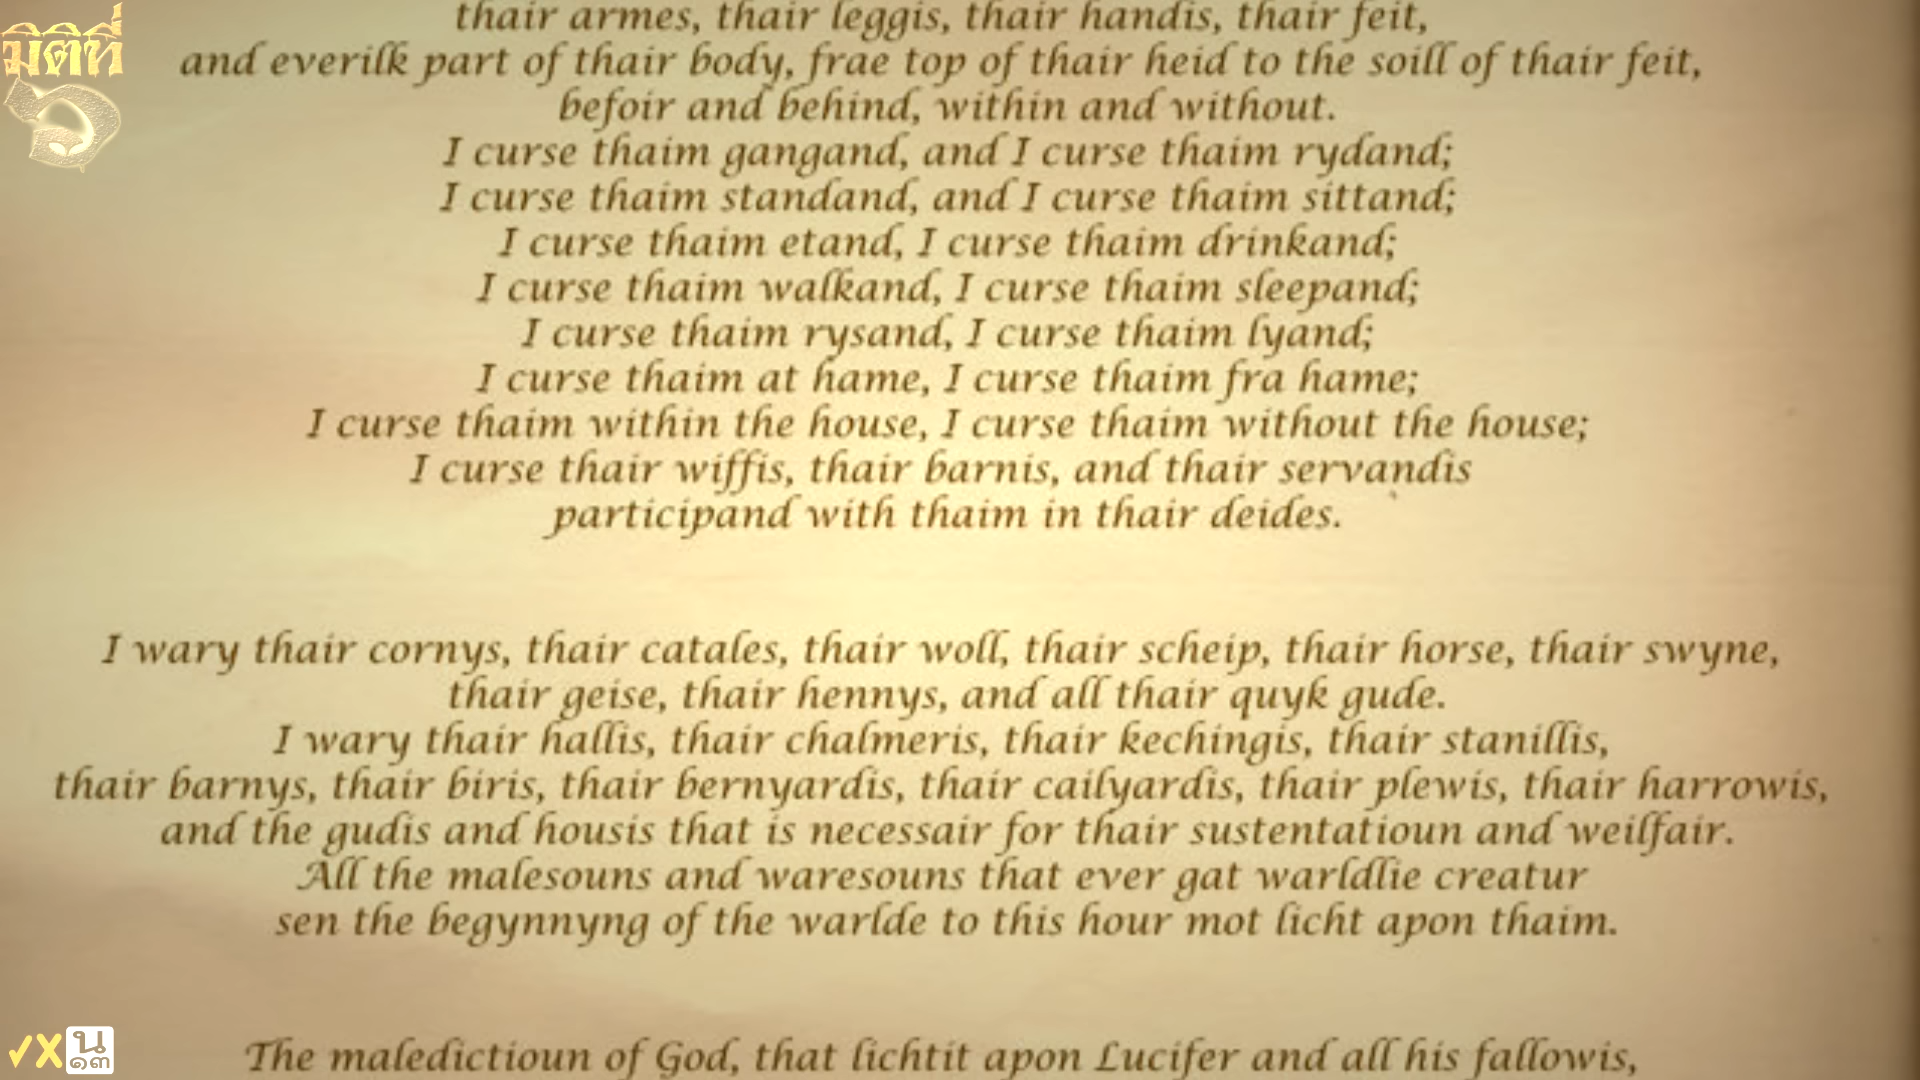 มิติที่
๖
thair armes, thair leggis, thair handis, thair feit,
and everilk part of thair body, frae top of thair heid to the soill of thair feit,
befoir and behind, within and without.
I curse thaim gangand, and I curse thaim rydand;
I curse thaim standand, and I curse thaim sittand;
I curse thaim etand, I curse thaim drinkand;
I curse thaim walkand, I curse thaim sleepand;
I curse thaim rysand, I curse thaim lyand;
I curse thaim at hame, I curse thaim fra hame;
I curse thaim within the house, I curse thaim without the house;
I curse thair wiffis, thair barnis, and thair servandis
participand with thaim in thair deides.
I wary thair cornys, thair catales, thair woll, thair scheip, thair horse, thair swyne,
thair geise, thair hennys, and all thair quyk gude.
I wary thair hallis, thair chalmeris, thair kechingis, thair stanillis,
thair barnys, thair biris, thair bernyardis, thair cailyardis, thair plewis, thair harrowis,
and the gudis and housis that is necessair for thair sustentatioun and weilfair.
All the malesouns and waresouns that ever gat warldlie creatur
sen the begynnyng of the warlde to this hour mot licht apon thaim.
The maledictioun of God, that lichtit apon Lucifer and all his fallowis,
✓X น
๑๓